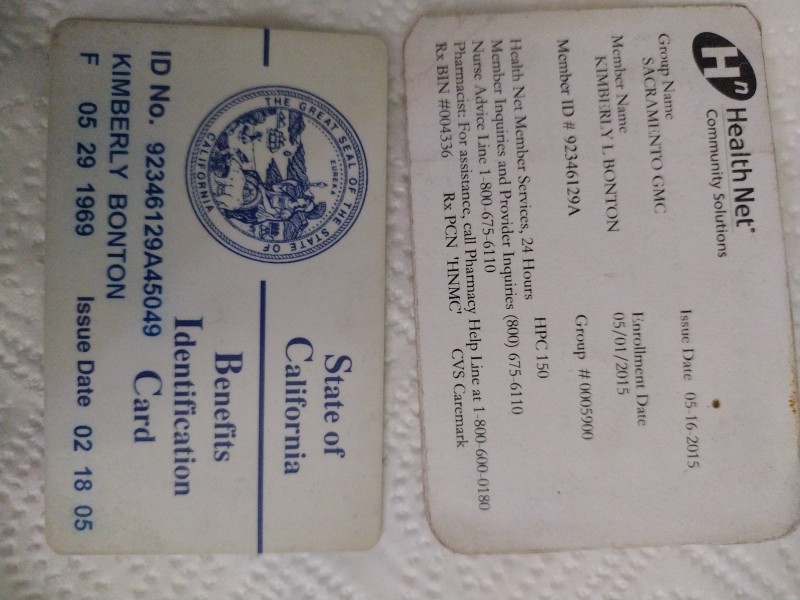 State of
California
Benefits
Identification
Card
THE GREAT SEAL OF THE STATE OF CALIFORNIA
EUREKA
ID No. 92346129A45049
KIMBERLY BONTON
F 05 29 1969 Issue Date 02 18 05
Hn Health Net®
Community Solutions
Issue Date 05-16-2015
Group Name
SACRAMENTO GMC
Enrollment Date
05/01/2015
Member Name
KIMBERLY L BONTON
Group #0005900
Member ID # 92346129A
HPC 150
Health Net Member Services, 24 Hours
Member Inquiries and Provider Inquiries (800) 675-6110
Nurse Advice Line 1-800-675-6110
Pharmacist: For assistance, call Pharmacy Help Line at 1-800-600-0180
Rx BIN #004336 Rx PCN 'HNMC' CVS Caremark